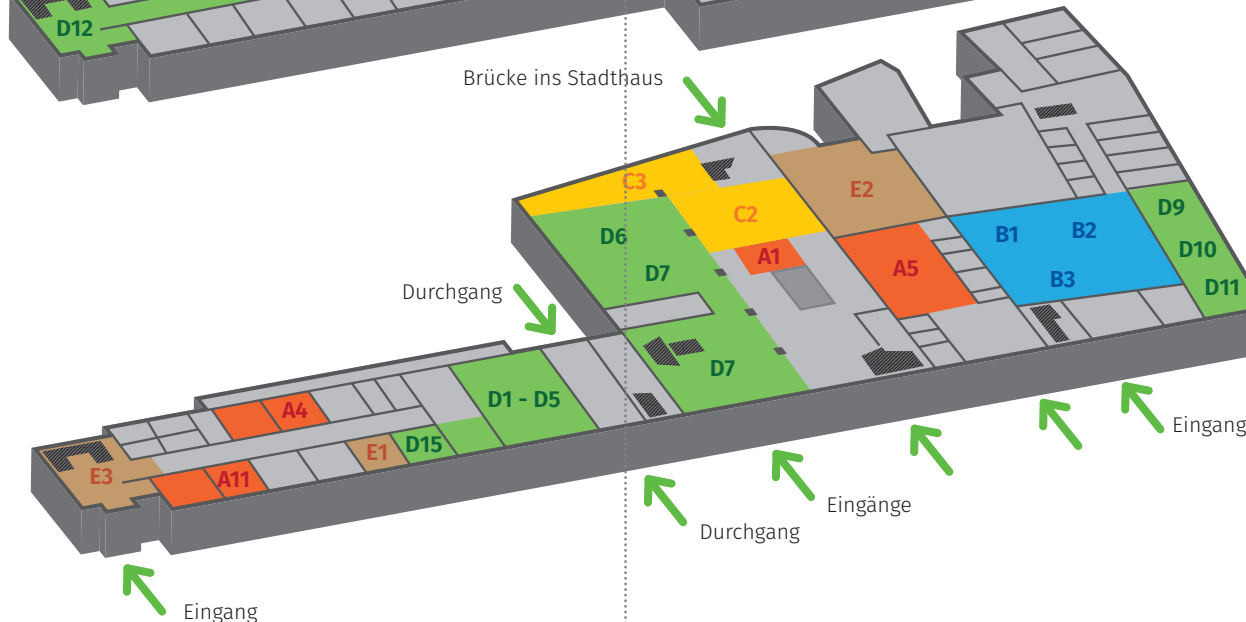 D12
Brücke ins Stadthaus
C3
E2
C2
D9
D6
B1
B2
A1
D10
D7
A5
B3
D11
Durchgang
D7
D1 - D5
A4
Eingang
D15
E1
E3
A11
Eingänge
Durchgang
Eingang